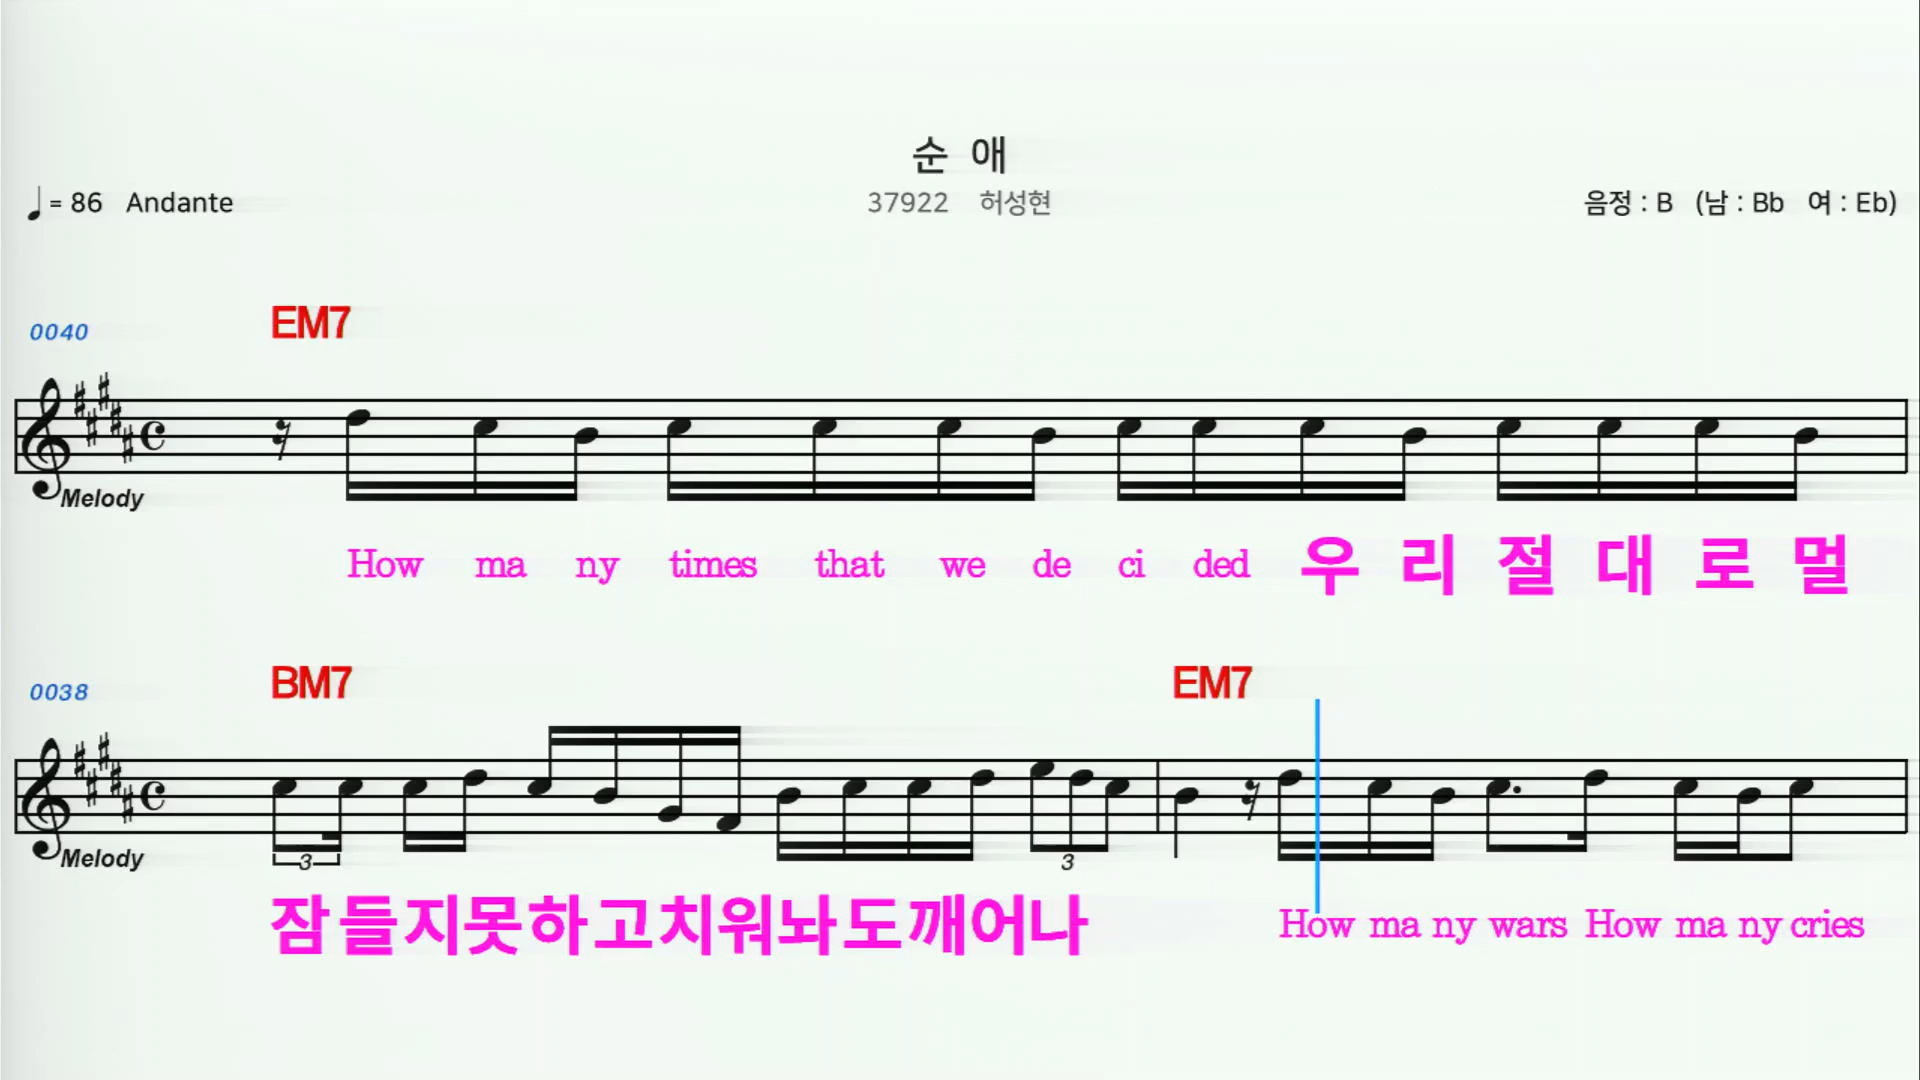 순 애
♩= 86 Andante
37922 허성현
음정 : B (남 : Bb 여 : Eb)
0040
EM7
Melody
How ma ny times that we de ci ded 우 리 절 대 로 멀
0038
BM7 EM7
Melody
3 3
잠 들 지 못 하 고 치 워 놔 도 깨 어 나 How ma ny wars How ma ny cries